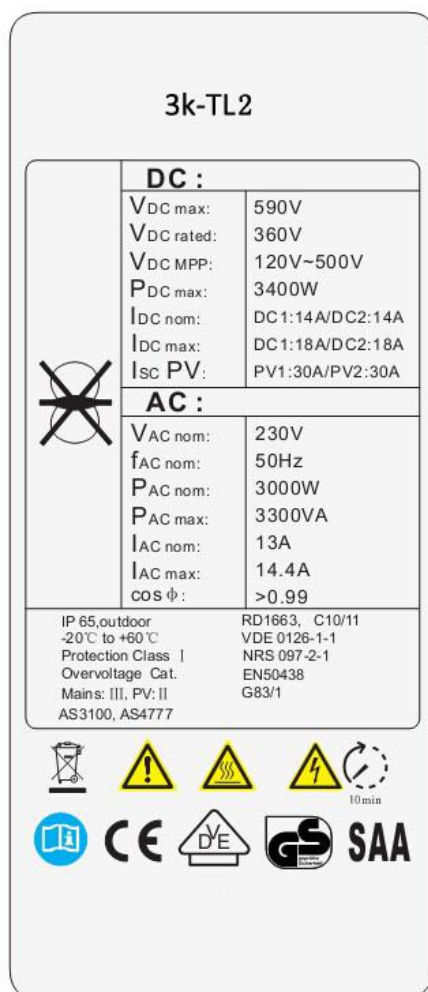 3k-TL2
DC :
VDC max: 590V
VDC rated: 360V
VDC MPP: 120V~500V
PDC max: 3400W
IDC nom: DC1:14A/DC2:14A
IDC max: DC1:18A/DC2:18A
ISC PV: PV1:30A/PV2:30A
AC :
VAC nom: 230V
fAC nom: 50Hz
PAC nom: 3000W
PAC max: 3300VA
IAC nom: 13A
IAC max: 14.4A
cos ϕ: >0.99
IP 65,outdoor RD1663, C10/11
-20℃ to +60℃ VDE 0126-1-1
Protection Class Ⅰ NRS 097-2-1
Overvoltage Cat. EN50438
Mains: Ⅲ, PV: Ⅱ G83/1
AS3100, AS4777
10min
CE DVE GS geprüfte Sicherheit SAA